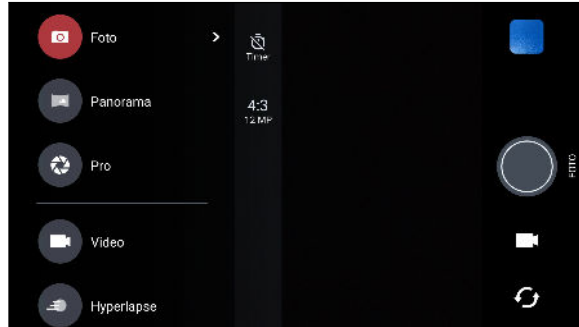 Foto
Panorama
Pro
Video
Hyperlapse
Timer
4:3
12 MP
FOTO